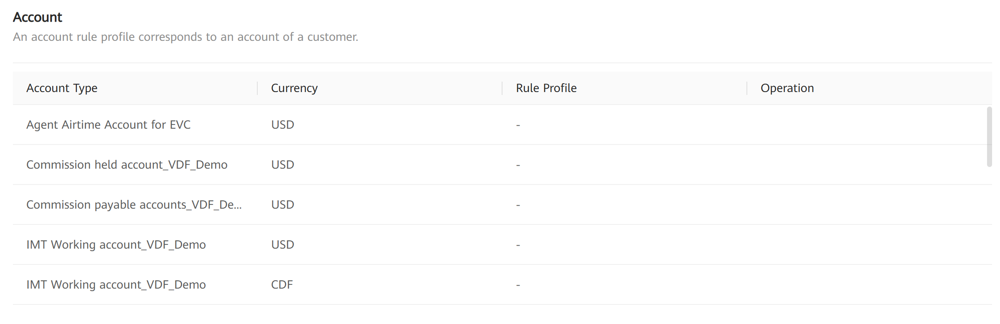 Account
An account rule profile corresponds to an account of a customer.
Account Type Currency Rule Profile Operation
Agent Airtime Account for EVC USD -
Commission held account_VDF_Demo USD -
Commission payable accounts_VDF_De... USD -
IMT Working account_VDF_Demo USD -
IMT Working account_VDF_Demo CDF -